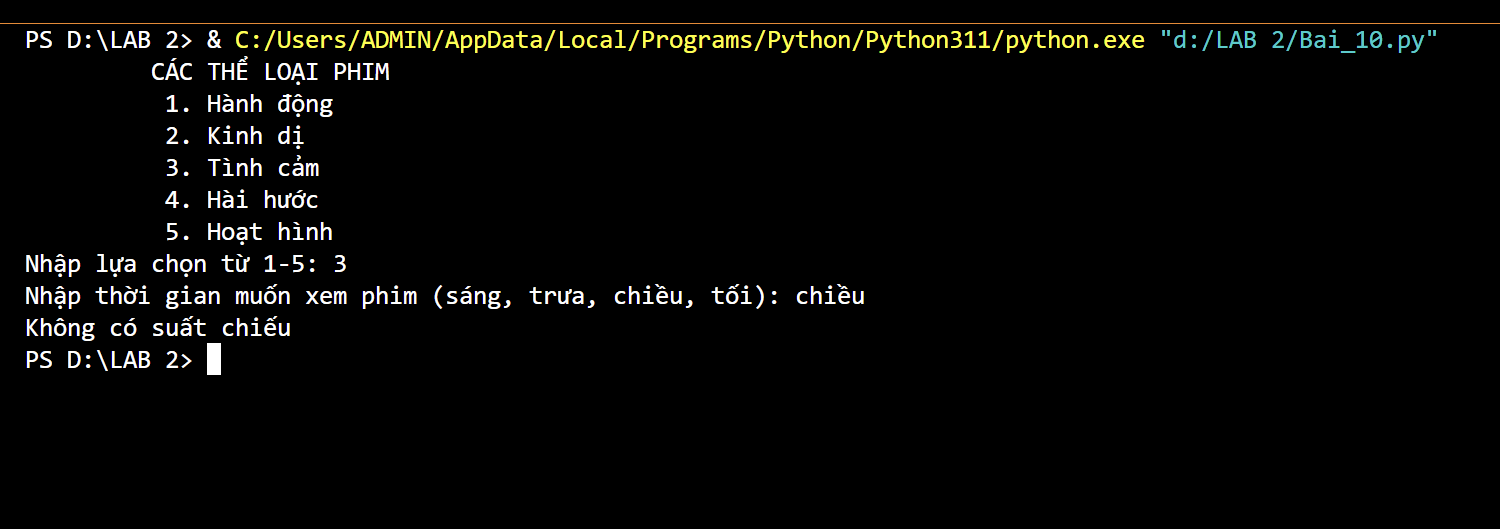 PS D:\LAB 2> & C:/Users/ADMIN/AppData/Local/Programs/Python/Python311/python.exe "d:/LAB 2/Bai_10.py"
CÁC THỂ LOẠI PHIM
1. Hành động
2. Kinh dị
3. Tình cảm
4. Hài hước
5. Hoạt hình
Nhập lựa chọn từ 1-5: 3
Nhập thời gian muốn xem phim (sáng, trưa, chiều, tối): chiều
Không có suất chiếu
PS D:\LAB 2>